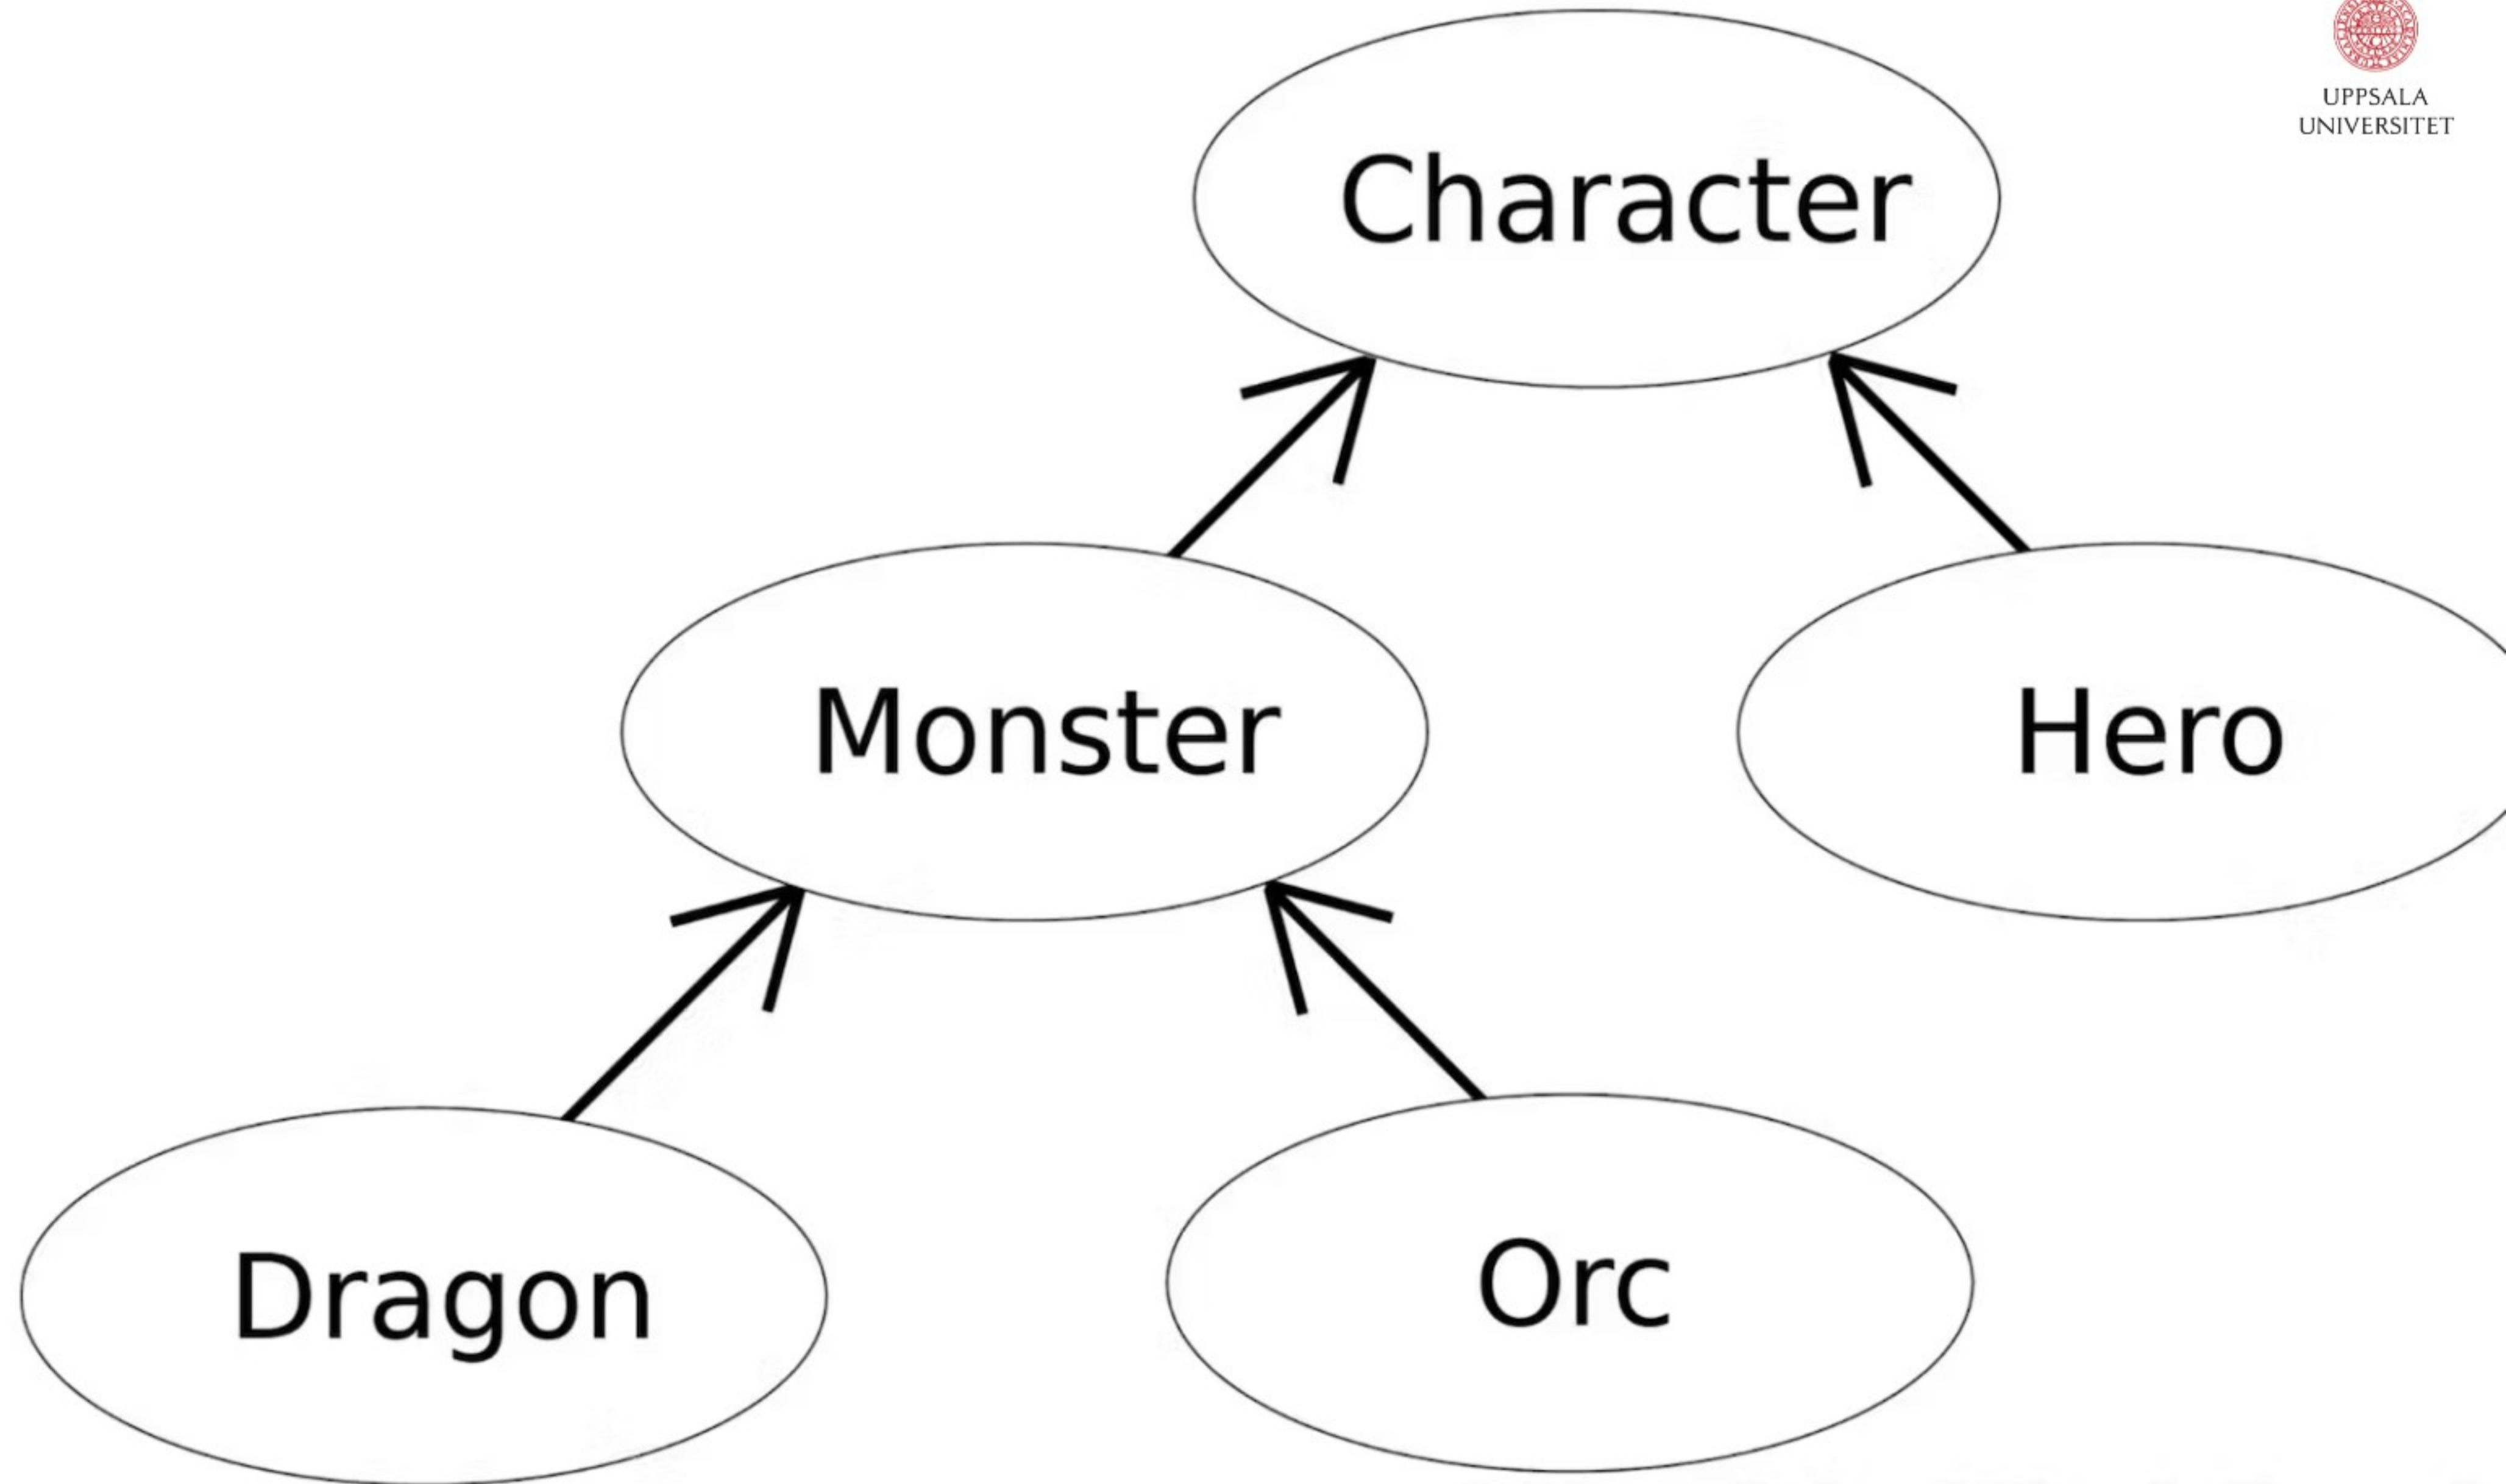 UPPSALA
UNIVERSITET
Character
Monster
Hero
Dragon
Orc